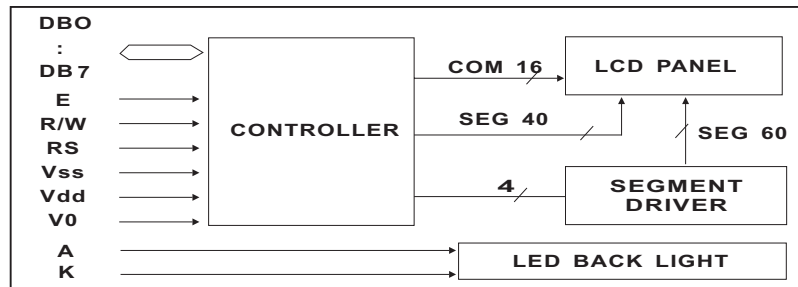 DBO
:
DB7
E
R/W
RS
Vss
Vdd
V0
A
K
CONTROLLER
COM 16
SEG 40
4
LCD PANEL
SEG 60
SEGMENT
DRIVER
LED BACK LIGHT